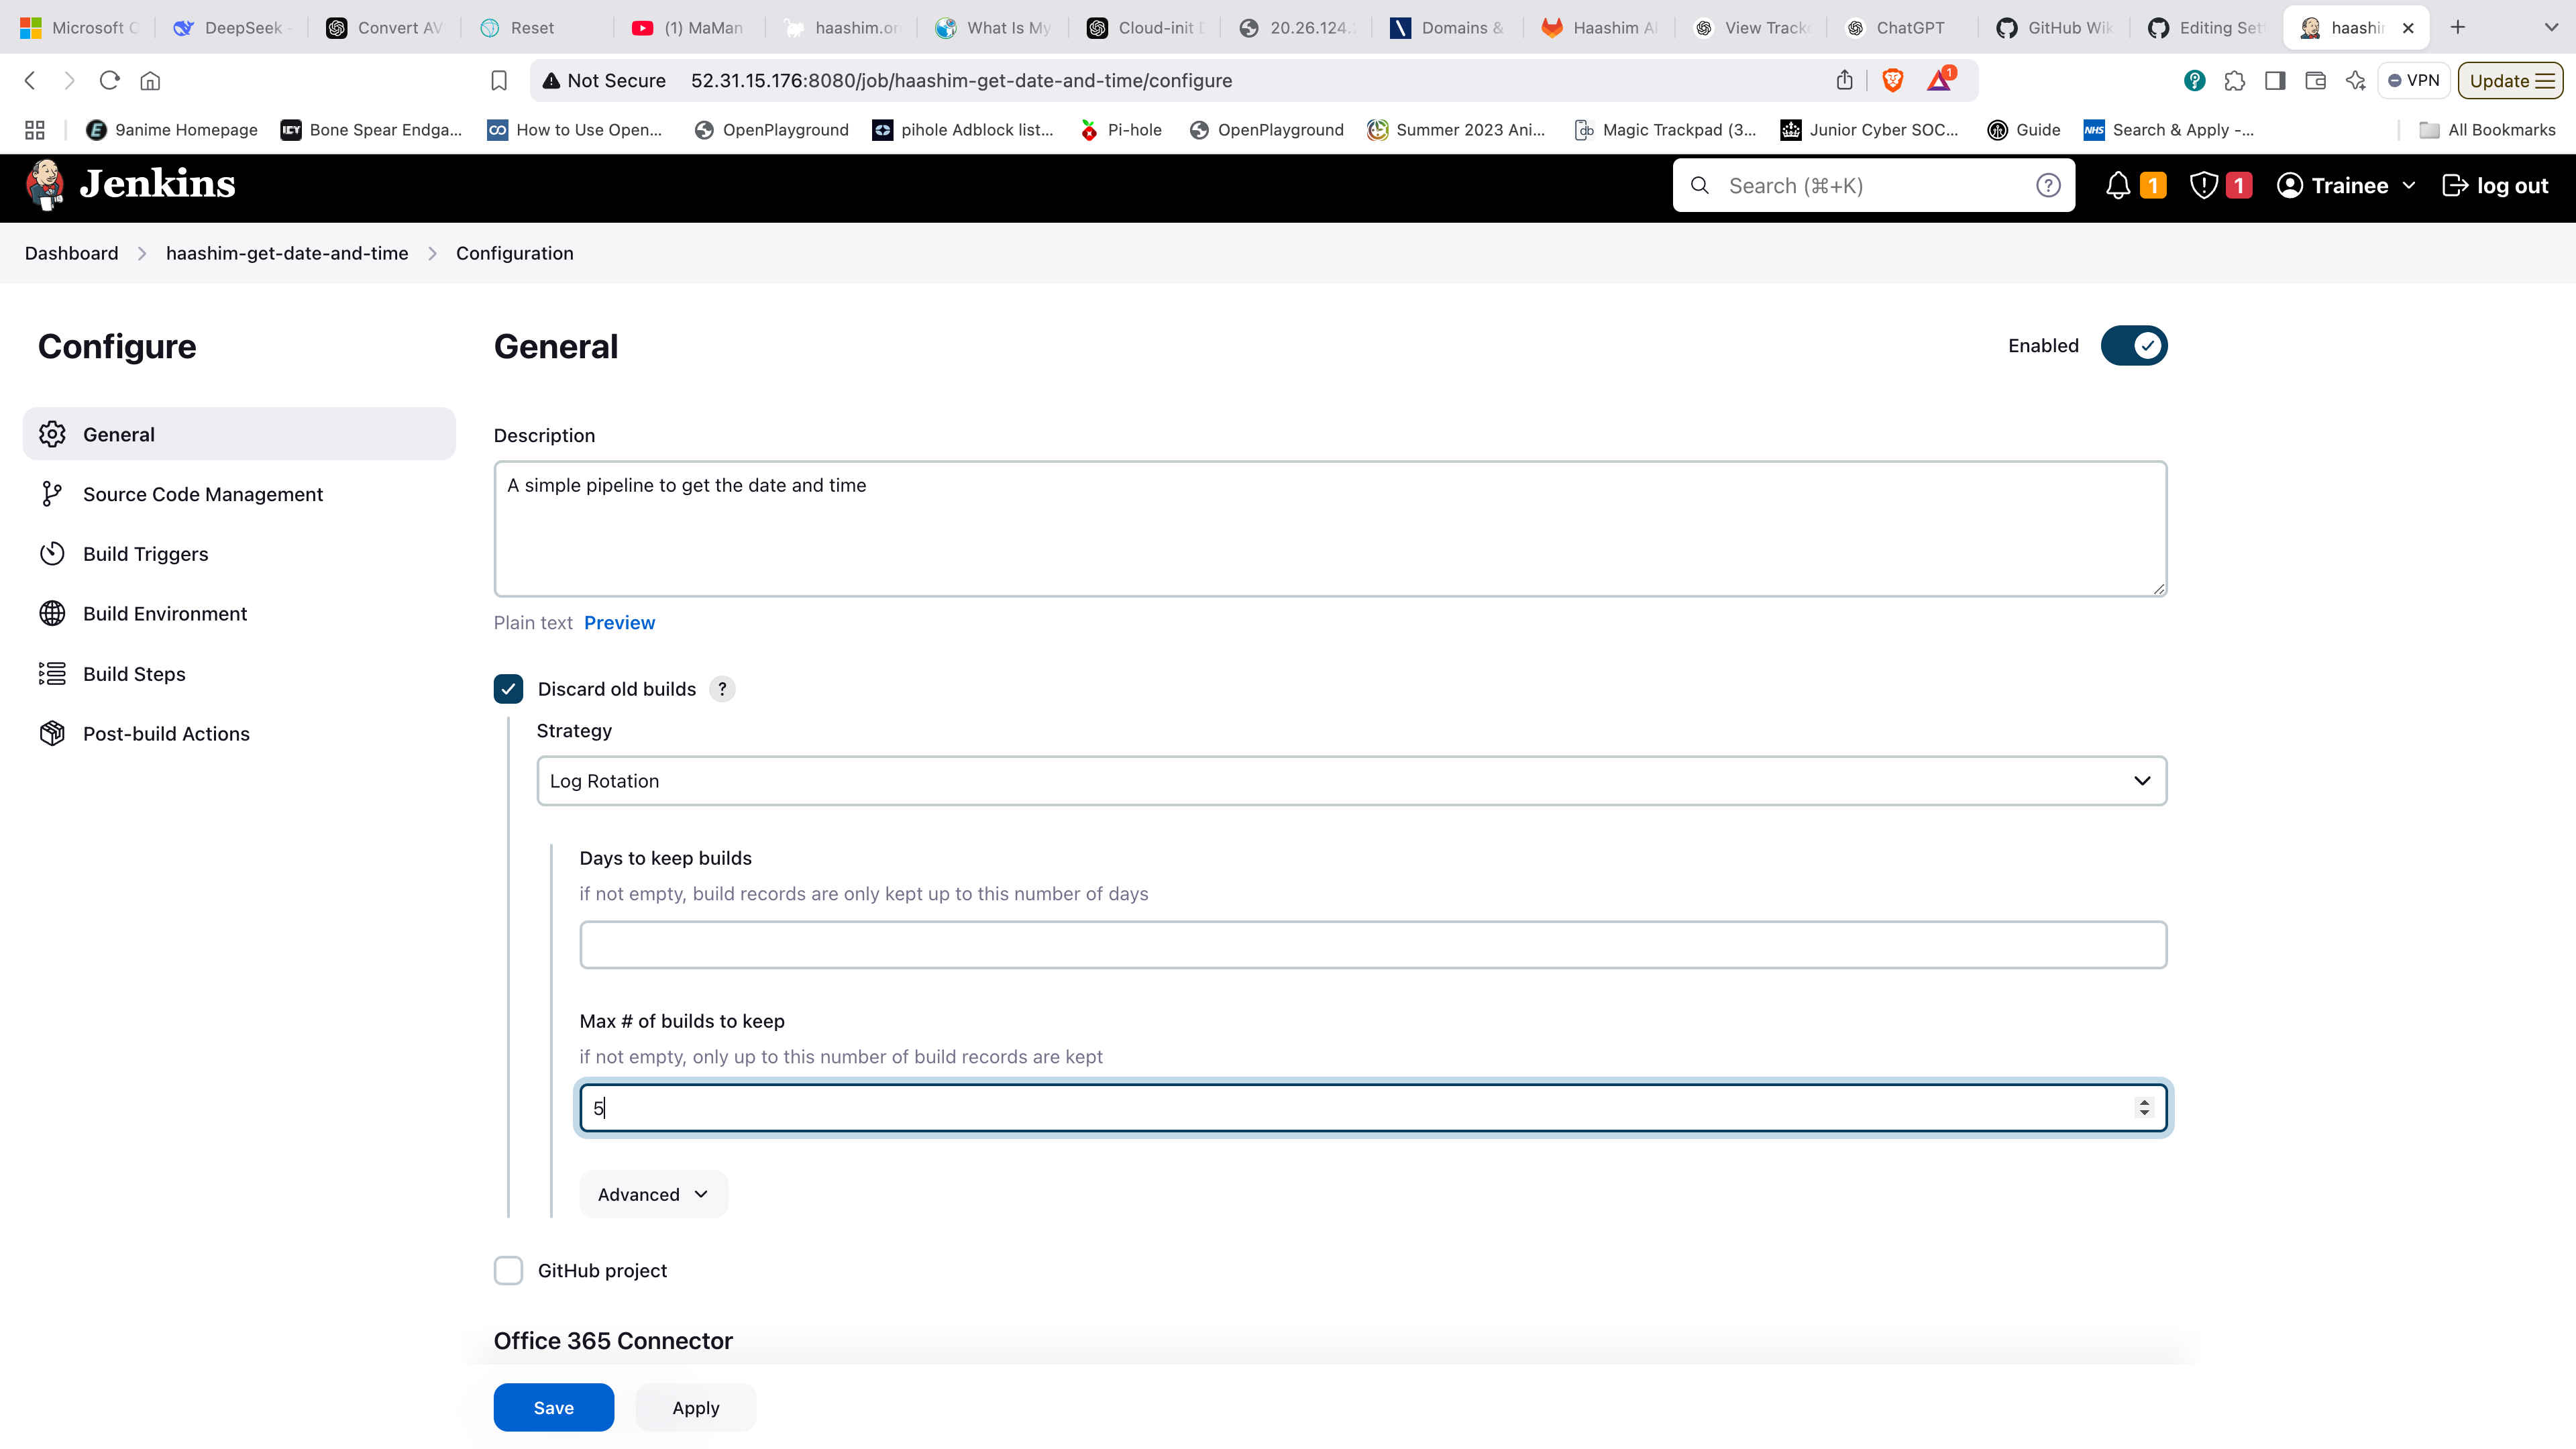 Microsoft O
DeepSeek -
Convert AV
Reset
(1) MaMan
haashim.or
What Is My
Cloud-init D
20.26.124.2
Domains &
Haashim Al
View Track
ChatGPT
GitHub Wik
Editing Set
haashin
Not Secure 52.31.15.176:8080/job/haashim-get-date-and-time/configure
1
VPN
Update
9anime Homepage
ICY Bone Spear Endga...
How to Use Open...
OpenPlayground
pihole Adblock list...
Pi-hole
OpenPlayground
Summer 2023 Ani...
Magic Trackpad (3...
Junior Cyber SOC...
Guide
NHS Search & Apply -...
All Bookmarks
Jenkins
Search (⌘+K)
?
1
1
Trainee
log out
Dashboard > haashim-get-date-and-time > Configuration
Configure
General
Source Code Management
Build Triggers
Build Environment
Build Steps
Post-build Actions
General
Enabled
Description
A simple pipeline to get the date and time
Plain text Preview
Discard old builds ?
Strategy
Log Rotation
Days to keep builds
if not empty, build records are only kept up to this number of days
Max # of builds to keep
if not empty, only up to this number of build records are kept
5
Advanced
GitHub project
Office 365 Connector
Save
Apply